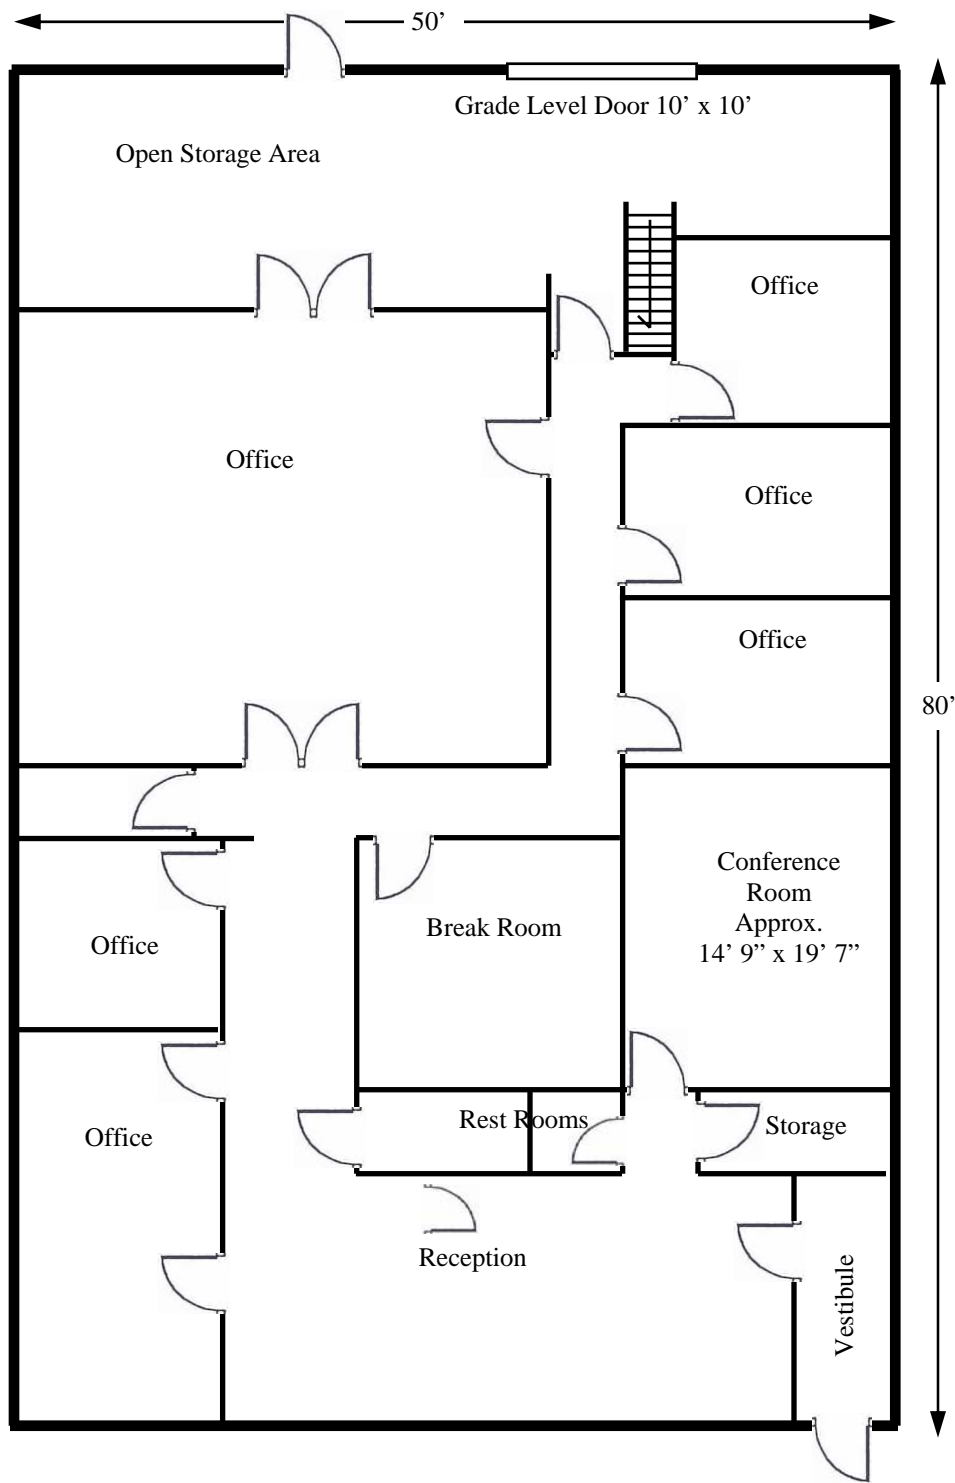 50’
Grade Level Door 10’ x 10’
Open Storage Area
Office
Office
Office
Office
80’
Conference
Room
Approx.
14’ 9” x 19’ 7”
Break Room
Office
Rest Rooms
Storage
Office
Reception
Vestibule